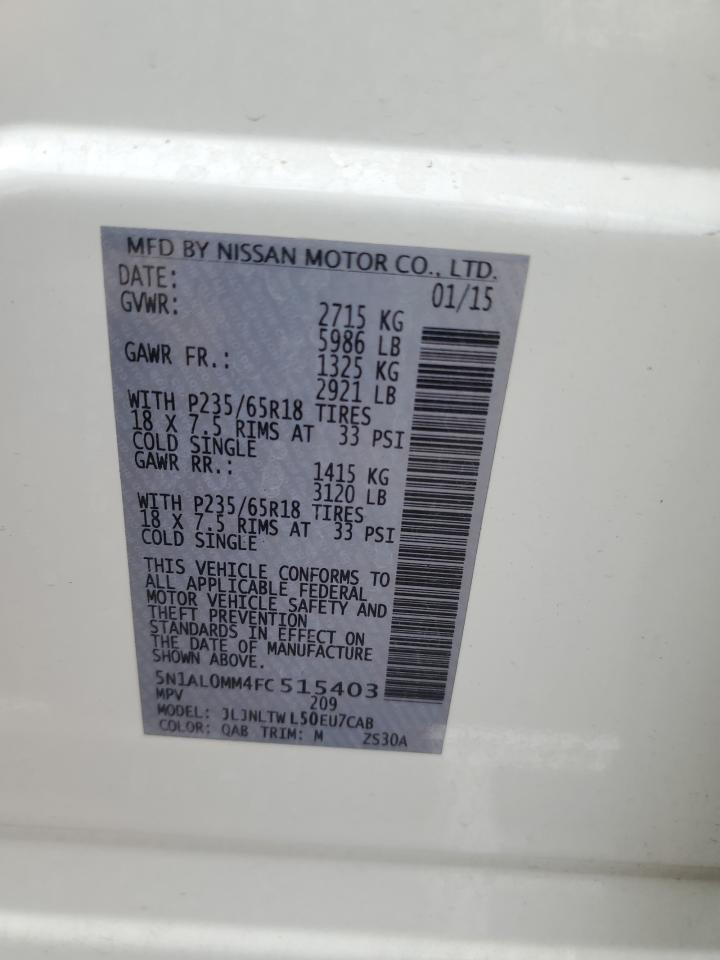 MFD BY NISSAN MOTOR CO., LTD.
DATE: 01/15
GVWR: 2715 KG
5986 LB
GAWR FR.: 1325 KG
2921 LB
WITH P235/65R18 TIRES
18 X 7.5 RIMS AT 33 PSI
COLD SINGLE
GAWR RR.: 1415 KG
3120 LB
WITH P235/65R18 TIRES
18 X 7.5 RIMS AT 33 PSI
COLD SINGLE
THIS VEHICLE CONFORMS TO
ALL APPLICABLE FEDERAL
MOTOR VEHICLE SAFETY AND
THEFT PREVENTION
STANDARDS IN EFFECT ON
THE DATE OF MANUFACTURE
SHOWN ABOVE.
5N1AL0MM4FC515403
MPV 209
MODEL: JLJNLTWL50EU7CAB
COLOR: QAB TRIM: M ZS30A